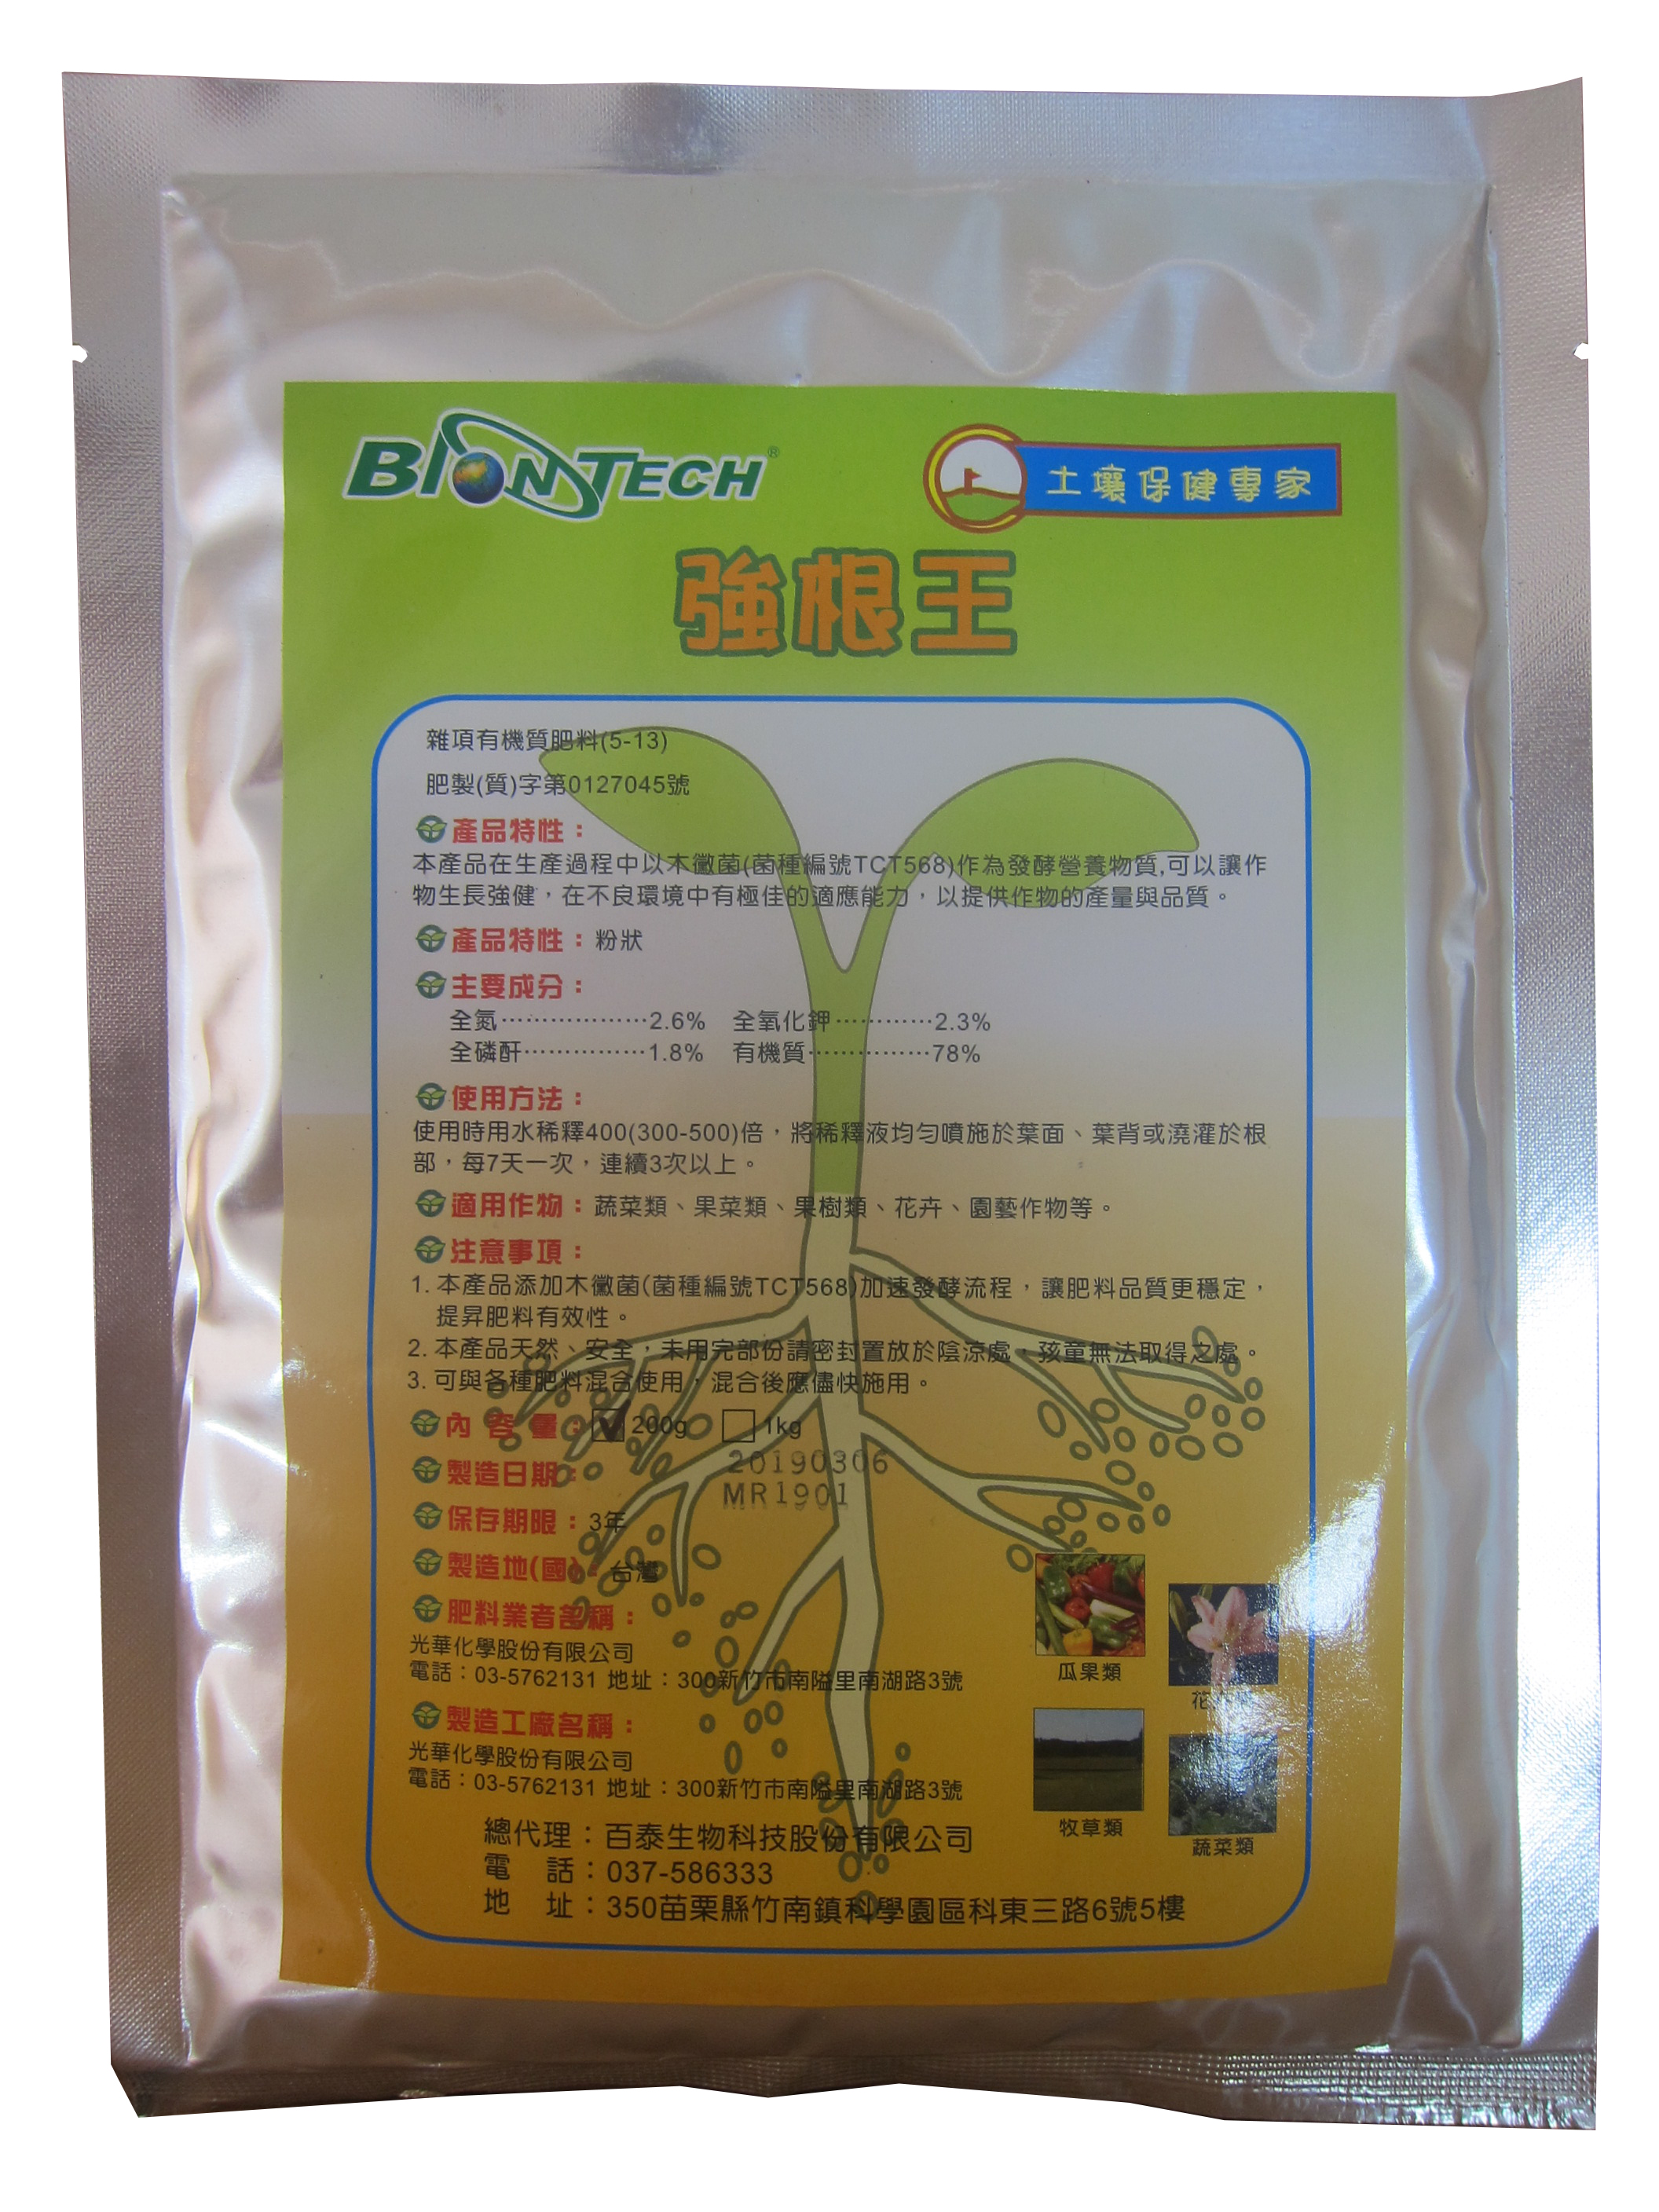 BIONTECH®
土壤保健專家
強根王
雜項有機質肥料(5-13)
肥製(質)字第0127045號
產品特性：
本產品在生產過程中以木黴菌(菌種編號TCT568)作為發酵營養物質,可以讓作
物生長強健，在不良環境中有極佳的適應能力，以提供作物的產量與品質。
產品特性：粉狀
主要成分：
全氮………………2.6% 全氧化鉀…………2.3%
全磷酐……………1.8% 有機質……………78%
使用方法：
使用時用水稀釋400(300-500)倍，將稀釋液均勻噴施於葉面、葉背或澆灌於根
部，每7天一次，連續3次以上。
適用作物：蔬菜類、果菜類、果樹類、花卉、園藝作物等。
注意事項：
1. 本產品添加木黴菌(菌種編號TCT568)加速發酵流程，讓肥料品質更穩定，
提昇肥料有效性。
2. 本產品天然、安全，未用完部份請密封置放於陰涼處，孩童無法取得之處。
3. 可與各種肥料混合使用，混合後應儘快施用。
內 容 量：☑200g □1kg
製造日期：20190306
MR1901
保存期限：3年
製造地(國)：台灣
肥料業者名稱：
光華化學股份有限公司
電話：03-5762131 地址：300新竹市南隘里南湖路3號
製造工廠名稱：
光華化學股份有限公司
電話：03-5762131 地址：300新竹市南隘里南湖路3號
總代理：百泰生物科技股份有限公司
電 話：037-586333
地 址：350苗栗縣竹南鎮科學園區科東三路6號5樓
瓜果類
花
牧草類
蔬菜類